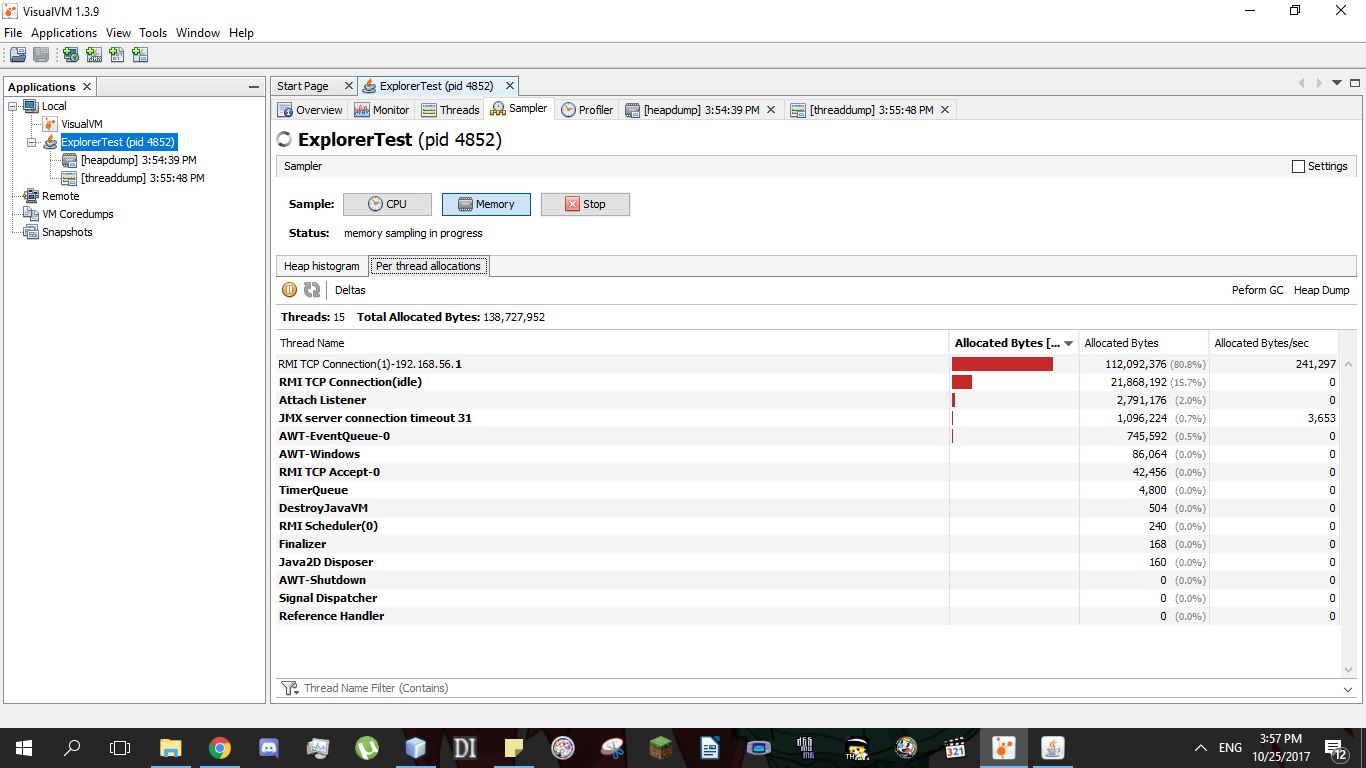 VisualVM 1.3.9
File Applications View Tools Window Help
Applications
Start Page ExplorerTest (pid 4852)
Local
VisualVM
ExplorerTest (pid 4852)
[heapdump] 3:54:39 PM
[threaddump] 3:55:48 PM
Remote
VM Coredumps
Snapshots
Overview Monitor Threads Sampler Profiler [heapdump] 3:54:39 PM [threaddump] 3:55:48 PM
ExplorerTest (pid 4852)
Sampler Settings
Sample: CPU Memory Stop
Status: memory sampling in progress
Heap histogram Per thread allocations
Deltas Peform GC Heap Dump
Threads: 15 Total Allocated Bytes: 138,727,952
Thread Name Allocated Bytes [... Allocated Bytes Allocated Bytes/sec
RMI TCP Connection(1)-192.168.56.1 112,092,376 (80.8%) 241,297
RMI TCP Connection(idle) 21,868,192 (15.7%) 0
Attach Listener 2,791,176 (2.0%) 0
JMX server connection timeout 31 1,096,224 (0.7%) 3,653
AWT-EventQueue-0 745,592 (0.5%) 0
AWT-Windows 86,064 (0.0%) 0
RMI TCP Accept-0 42,456 (0.0%) 0
TimerQueue 4,800 (0.0%) 0
DestroyJavaVM 504 (0.0%) 0
RMI Scheduler(0) 240 (0.0%) 0
Finalizer 168 (0.0%) 0
Java2D Disposer 160 (0.0%) 0
AWT-Shutdown 0 (0.0%) 0
Signal Dispatcher 0 (0.0%) 0
Reference Handler 0 (0.0%) 0
Thread Name Filter (Contains)
DI
321
ENG
3:57 PM
10/25/2017
12